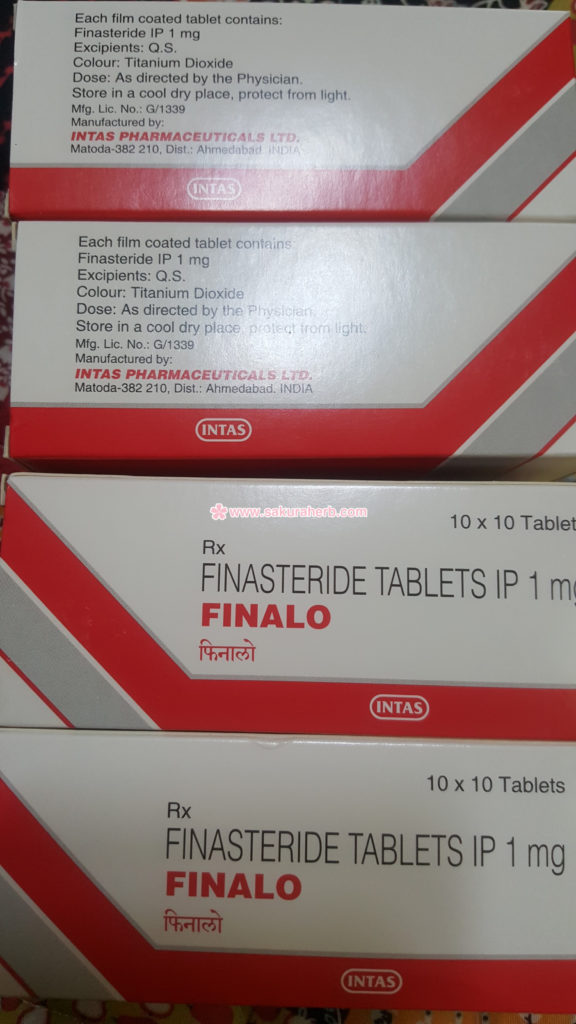 Each film coated tablet contains:
Finasteride IP 1 mg
Excipients: Q.S.
Colour: Titanium Dioxide
Dose: As directed by the Physician.
Store in a cool dry place, protect from light.
Mfg. Lic. No.: G/1339
Manufactured by:
INTAS PHARMACEUTICALS LTD.
Matoda-382 210, Dist.: Ahmedabad. INDIA
INTAS
Each film coated tablet contains
Finasteride IP 1 mg
Excipients: Q.S.
Colour: Titanium Dioxide
Dose: As directed by the Physician.
Store in a cool dry place, protect from light.
Mfg. Lic. No.: G/1339
Manufactured by:
INTAS PHARMACEUTICALS LTD.
Matoda-382 210, Dist.: Ahmedabad. INDIA
INTAS
www.sakuraherb.com
10 x 10 Tablet
Rx
FINASTERIDE TABLETS IP 1 mg
FINALO
फिनालो
INTAS
10 x 10 Tablets
Rx
FINASTERIDE TABLETS IP 1 mg
FINALO
फिनालो
INTAS